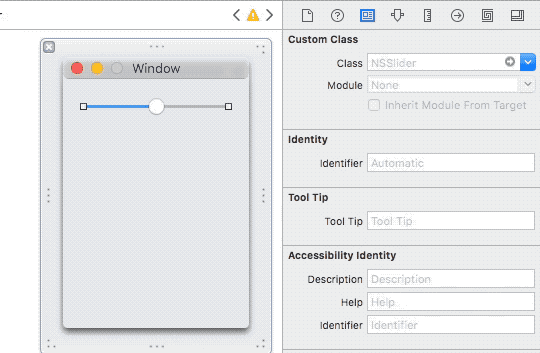 Window
Custom Class
Class NSSlider
Module None
Inherit Module From Target
Identity
Identifier Automatic
Tool Tip
Tool Tip Tool Tip
Accessibility Identity
Description Description
Help Help
Identifier Identifier